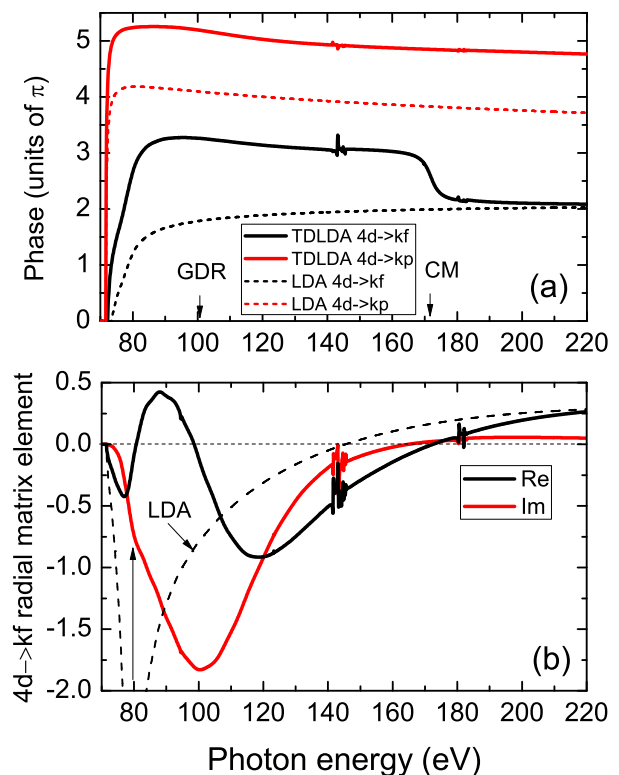 Phase (units of π)
5
4
3
2
1
0
TDLDA 4d->kf
TDLDA 4d->kp
LDA 4d->kf
LDA 4d->kp
GDR
CM
(a)
80 100 120 140 160 180 200 220
4d->kf radial matrix element
0.5
0.0
-0.5
-1.0
-1.5
-2.0
Re
Im
LDA
(b)
80 100 120 140 160 180 200 220
Photon energy (eV)